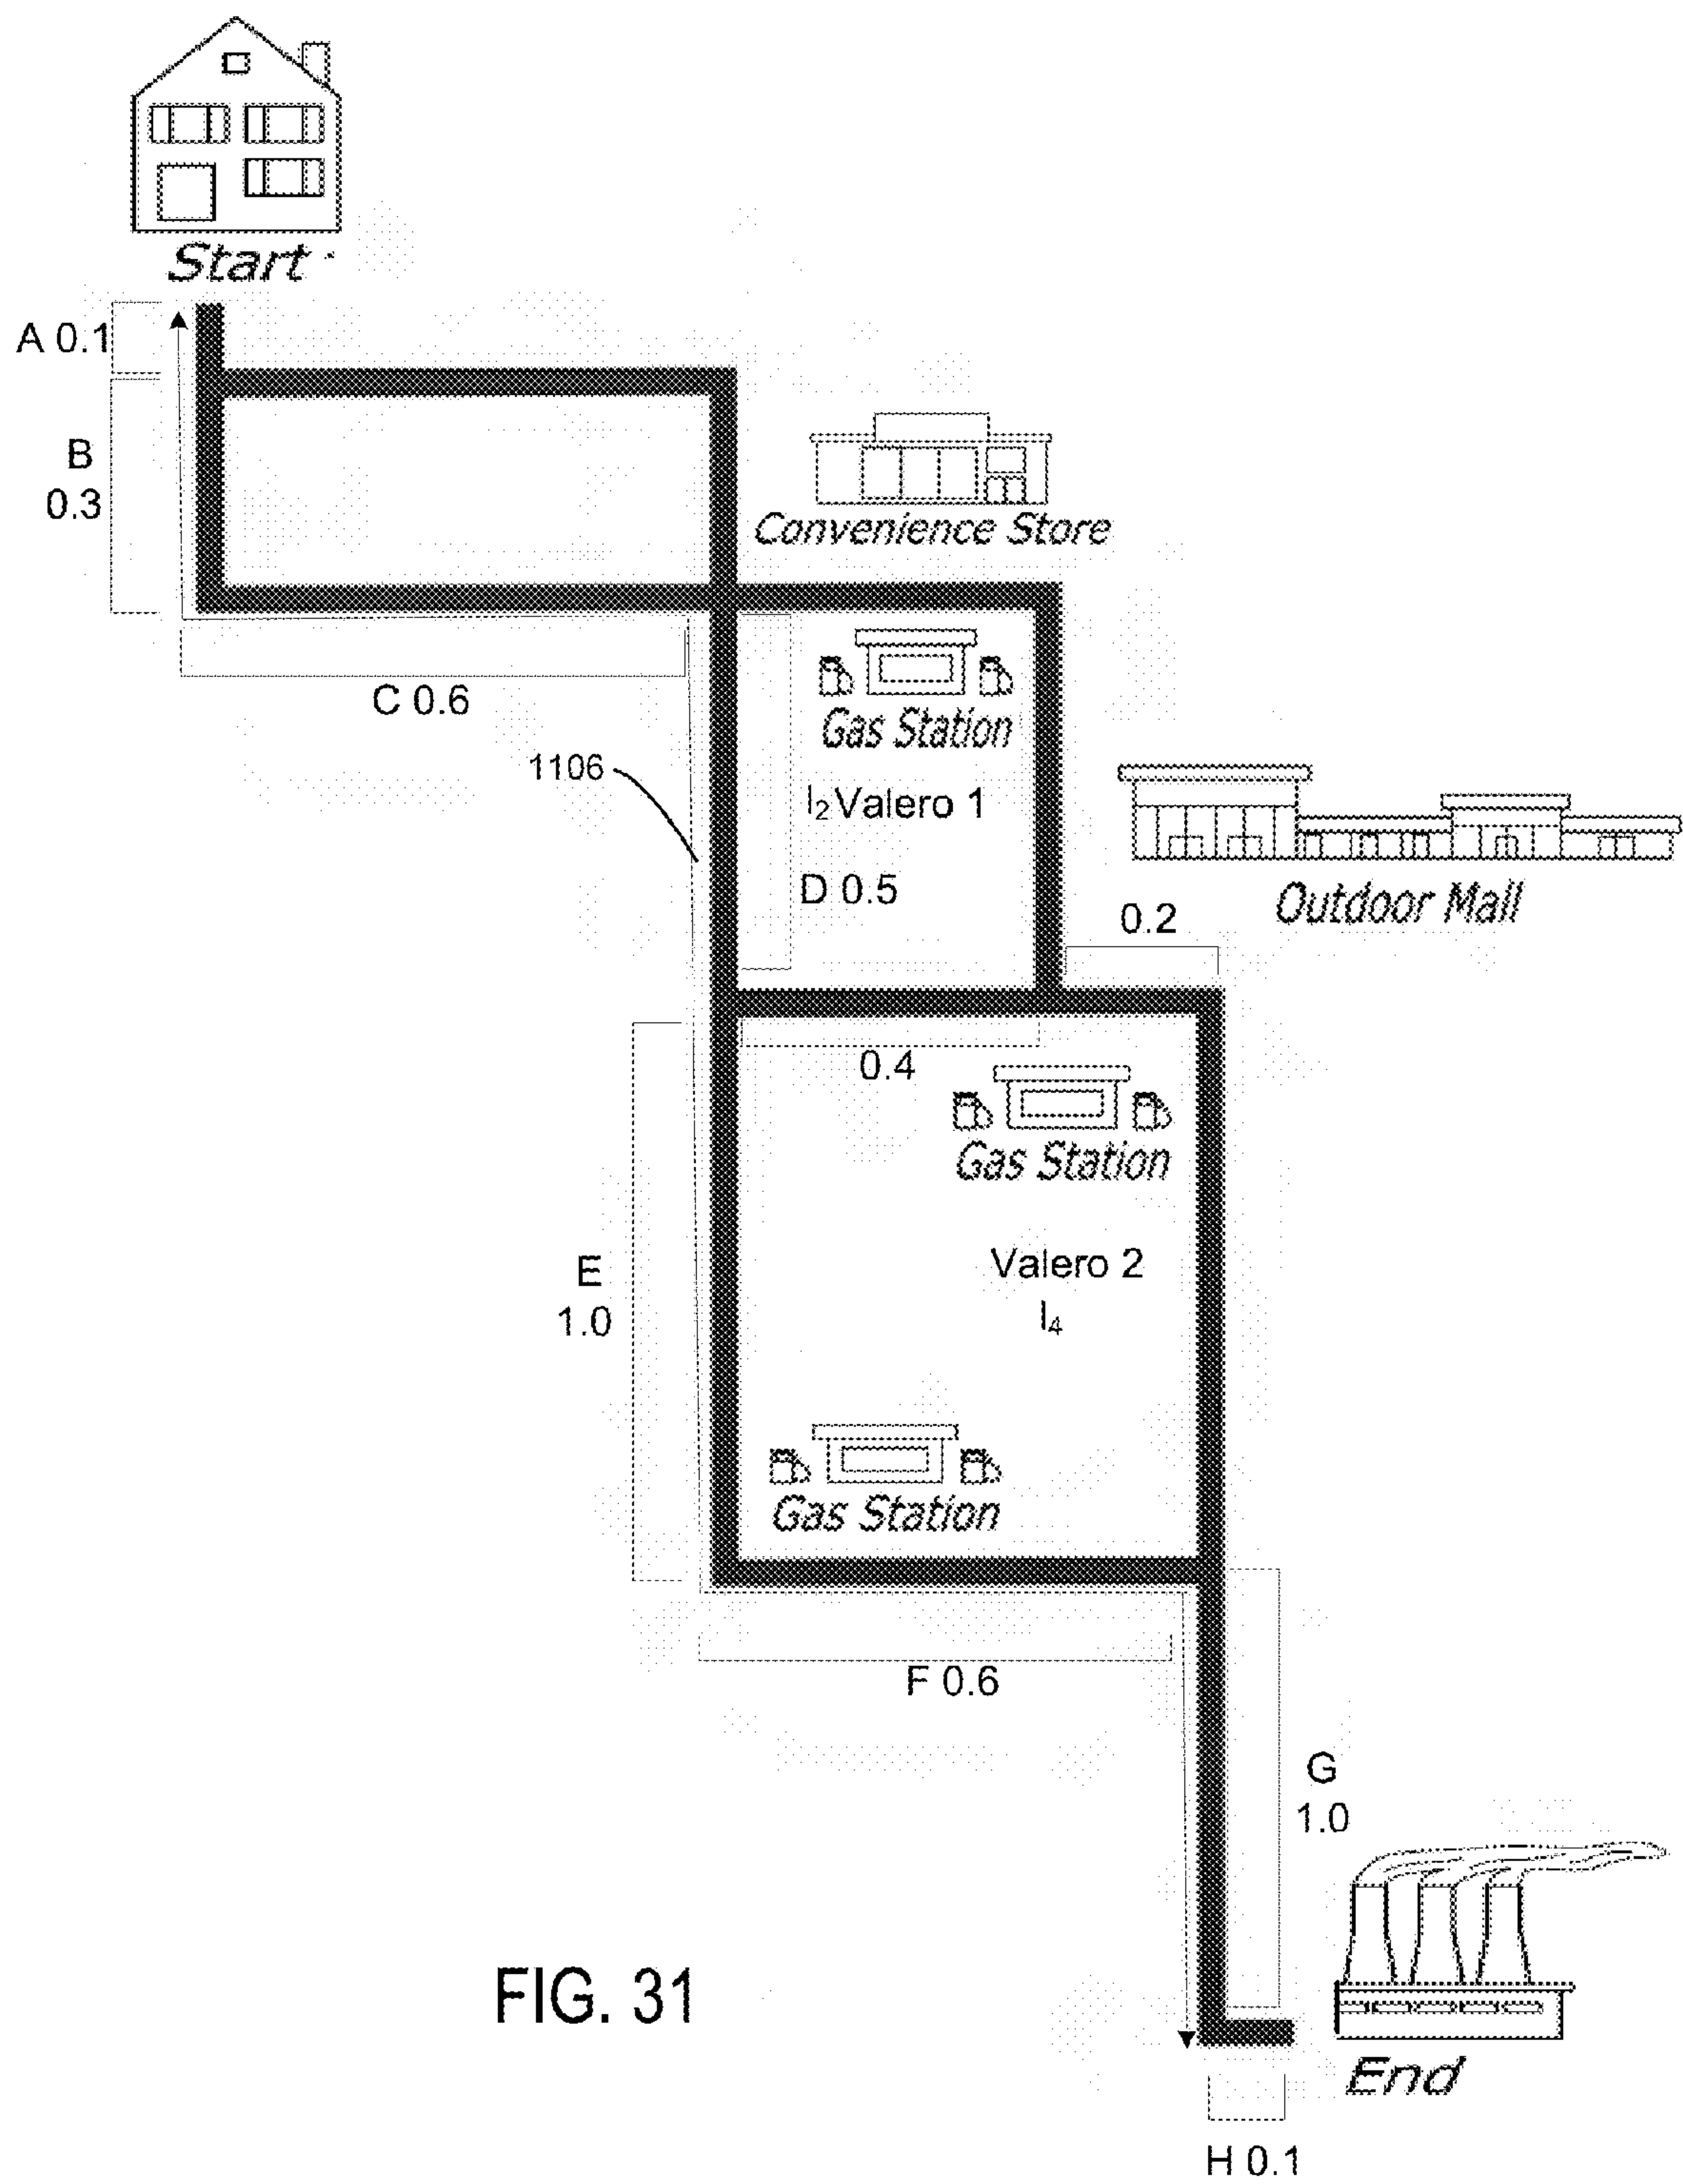 Start
A 0.1
B
0.3
Convenience Store
C 0.6
Gas Station
1106
I2 Valero 1
D 0.5
Outdoor Mall
0.2
0.4
Gas Station
E
1.0
Valero 2
I4
Gas Station
F 0.6
G
1.0
FIG. 31
End
H 0.1